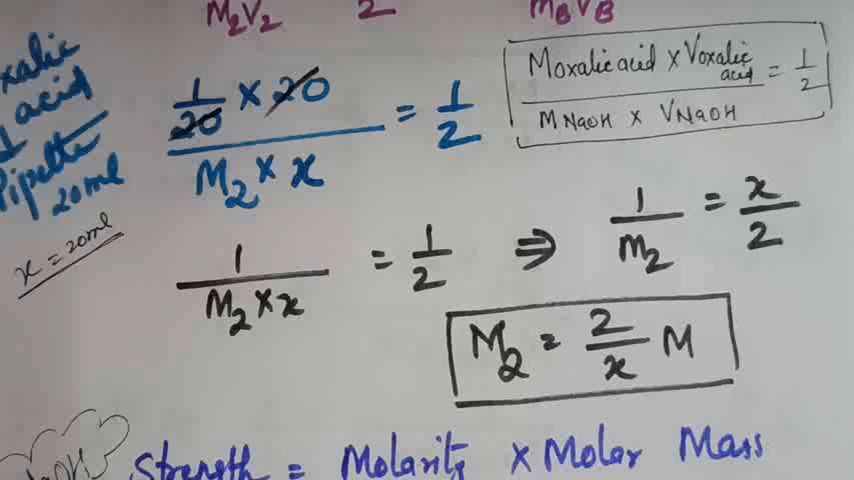 M2V2 2 MBVB
oxalic acid
Pipette
20ml
x = 20ml
1/20 × 20 / M2 × x = 1/2
Moxalic acid × Voxalic acid / MNaOH × VNaOH = 1/2
1 / M2 × x = 1/2 ⇒ 1/M2 = x/2
M2 = 2/x M
Strength = Molarity × Molar Mass